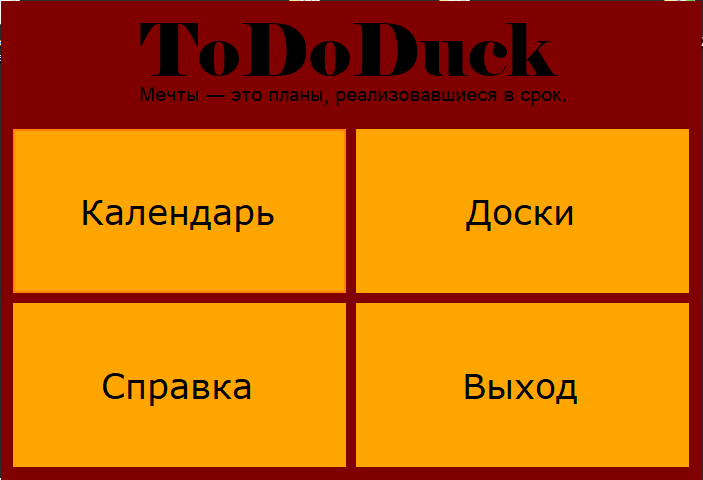 ToDoDuck
Мечты — это планы, реализовавшиеся в срок.
Календарь
Доски
Справка
Выход